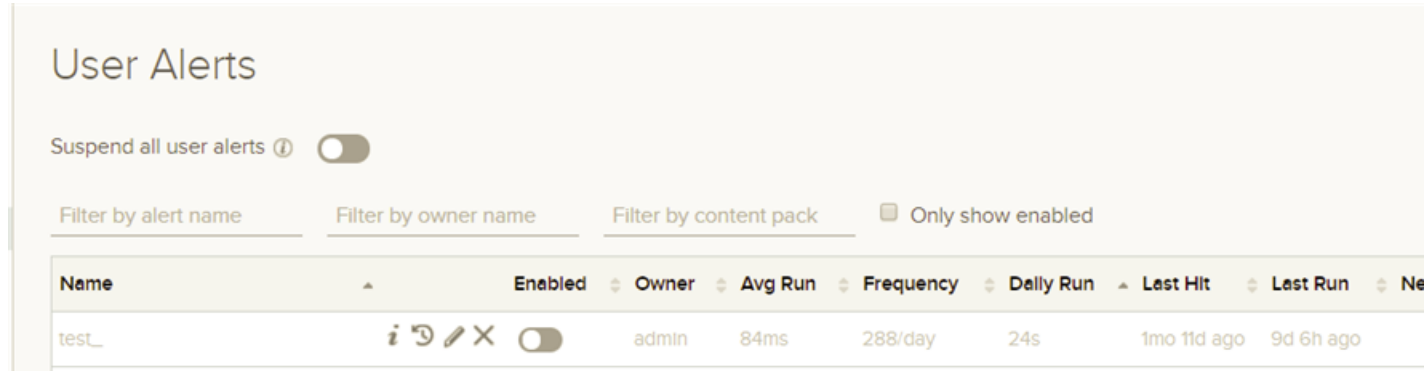 User Alerts
Suspend all user alerts
Filter by alert name Filter by owner name Filter by content pack Only show enabled
Name Enabled Owner Avg Run Frequency Daily Run Last Hit Last Run Ne
test_ admin 84ms 288/day 24s 1mo 11d ago 9d 6h ago